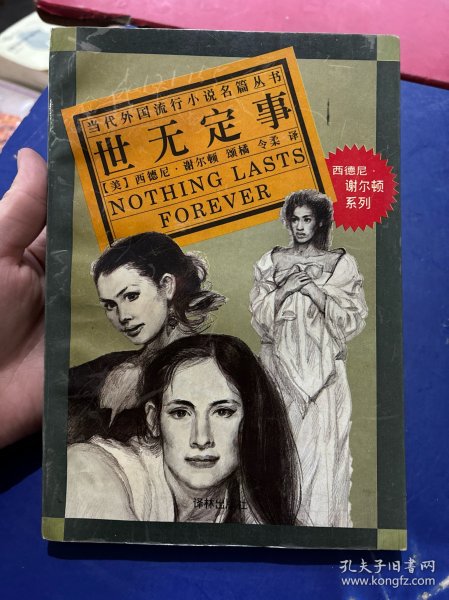 当代外国流行小说名篇丛书
世无定事
[美]西德尼·谢尔顿 颂橘 令柔 译
NOTHING LASTS
FOREVER
西德尼·
谢尔顿
系列
译林出版社
孔夫子旧书网
www.kongfz.com